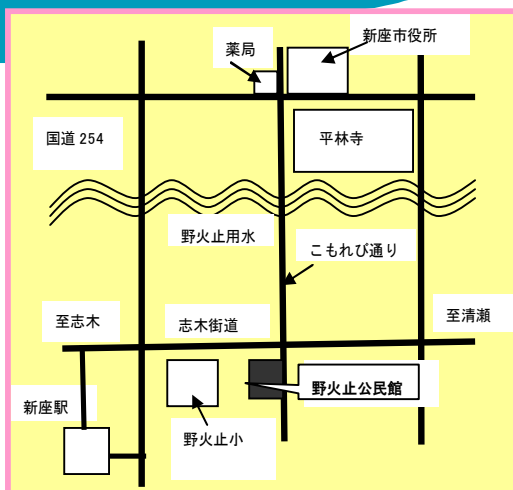 新座市役所
薬局
国道 254
平林寺
野火止用水
こもれび通り
至清瀬
至志木
志木街道
新座駅
野火止公民館
野火止小